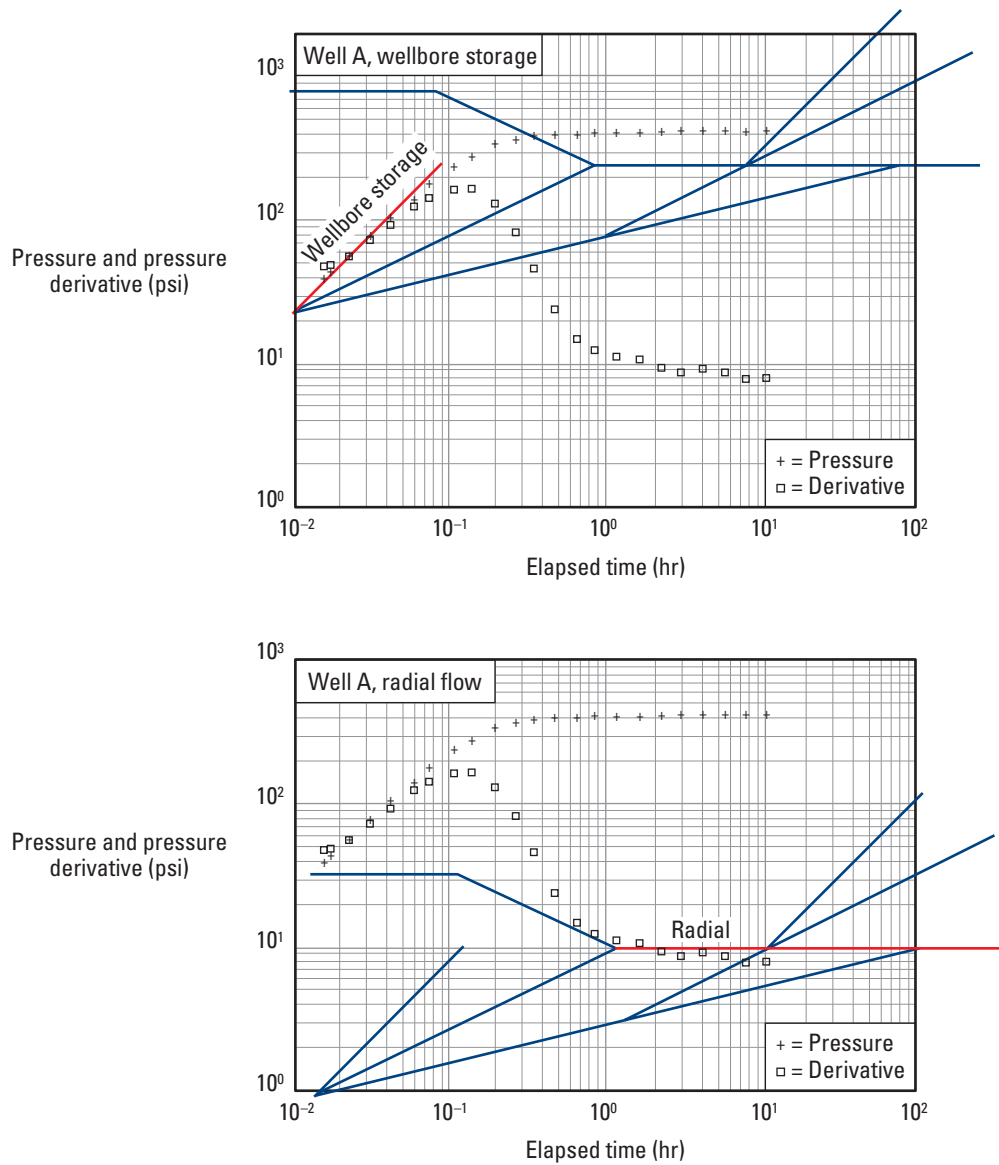 Well A, wellbore storage
10³
10²
10¹
10⁰
Wellbore storage
Pressure and pressure
derivative (psi)
+ = Pressure
□ = Derivative
10⁻² 10⁻¹ 10⁰ 10¹ 10²
Elapsed time (hr)
Well A, radial flow
10³
10²
10¹
10⁰
Pressure and pressure
derivative (psi)
Radial
+ = Pressure
□ = Derivative
10⁻² 10⁻¹ 10⁰ 10¹ 10²
Elapsed time (hr)